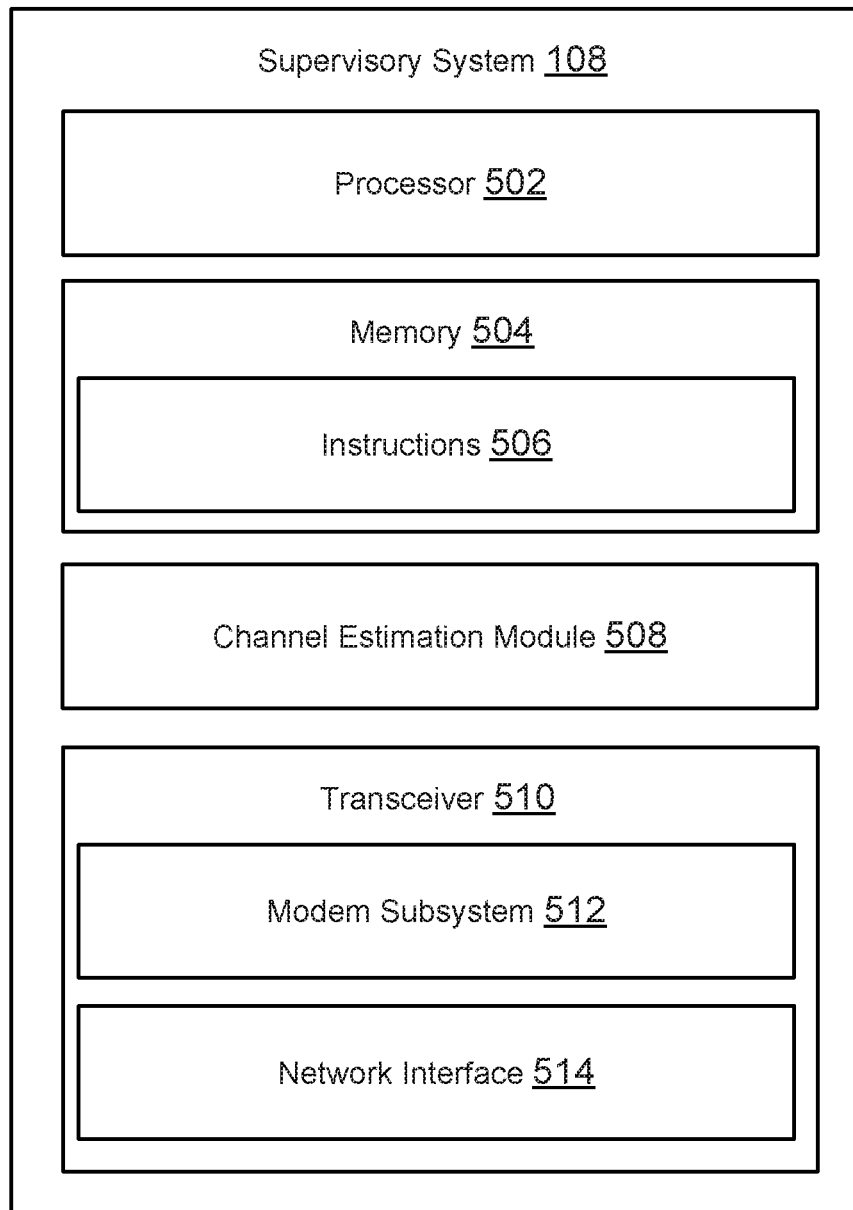 Supervisory System 108
Processor 502
Memory 504
Instructions 506
Channel Estimation Module 508
Transceiver 510
Modem Subsystem 512
Network Interface 514